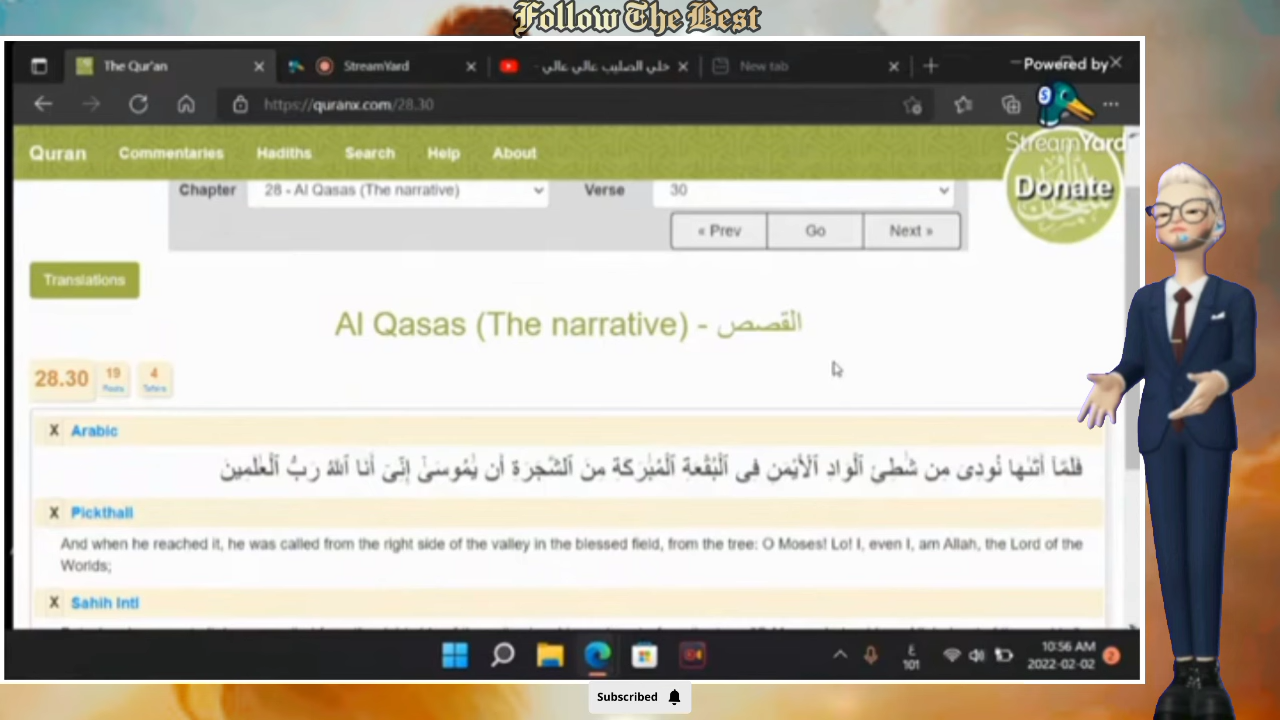 Follow The Best
The Qur'an
StreamYard
خلي الصليب عالي عالي -
New tab
Powered by
https://quranx.com/28.30
StreamYard
Quran Commentaries Hadiths Search Help About
Donate
Chapter 28 - Al Qasas (The narrative) Verse 30
« Prev Go Next »
Translations
Al Qasas (The narrative) - القصص
28.30 19 Roots 4 Tafsirs
X Arabic
فَلَمَّآ أَتَىٰهَا نُودِىَ مِن شَٰطِئِ ٱلْوَادِ ٱلْأَيْمَنِ فِى ٱلْبُقْعَةِ ٱلْمُبَٰرَكَةِ مِنَ ٱلشَّجَرَةِ أَن يَٰمُوسَىٰٓ إِنِّىٓ أَنَا ٱللَّهُ رَبُّ ٱلْعَٰلَمِينَ
X Pickthall
And when he reached it, he was called from the right side of the valley in the blessed field, from the tree: O Moses! Lo! I, even I, am Allah, the Lord of the
Worlds;
X Sahih Intl
ع
101
10:56 AM
2022-02-02
2
Subscribed